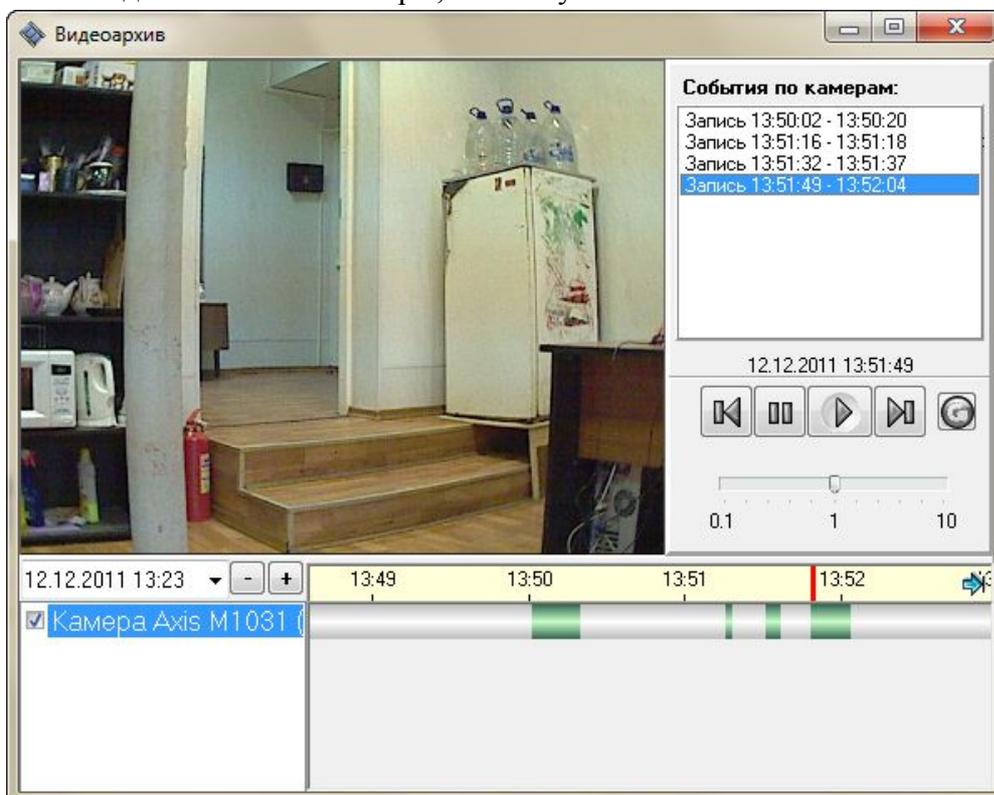 Видеоархив
События по камерам:
Запись 13:50:02 - 13:50:20
Запись 13:51:16 - 13:51:18
Запись 13:51:32 - 13:51:37
Запись 13:51:49 - 13:52:04
12.12.2011 13:51:49
0.1 1 10
12.12.2011 13:23 - + 13:49 13:50 13:51 13:52
Камера Axis M1031 (